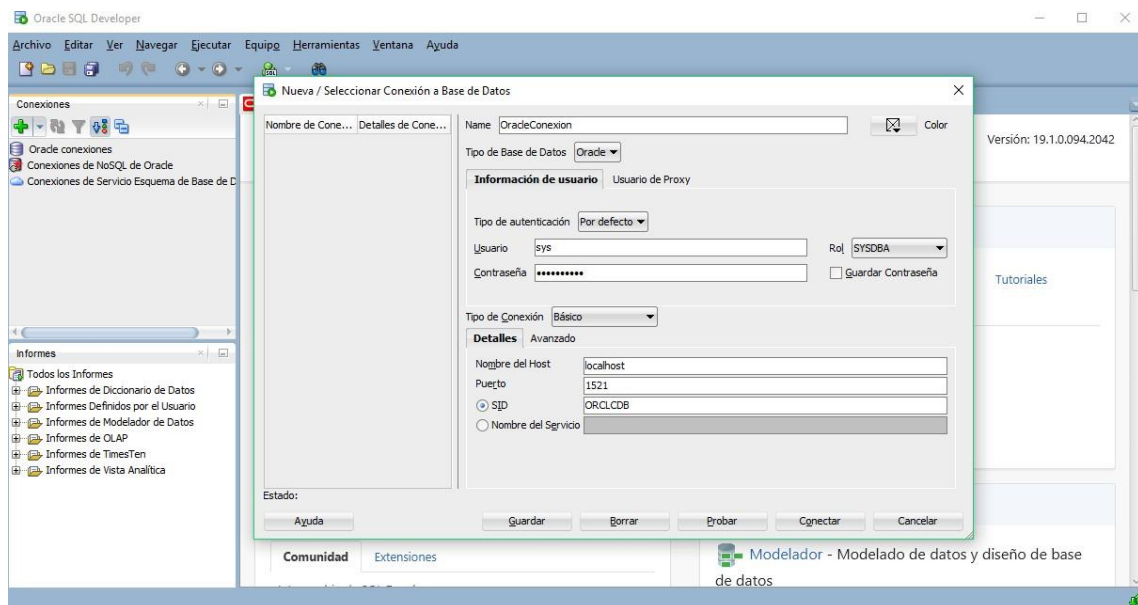 Oracle SQL Developer
Archivo Editar Ver Navegar Ejecutar Equipo Herramientas Ventana Ayuda
Conexiones
Oracle conexiones
Conexiones de NoSQL de Oracle
Conexiones de Servicio Esquema de Base de D
Informes
Todos los Informes
Informes de Diccionario de Datos
Informes Definidos por el Usuario
Informes de Modelador de Datos
Informes de OLAP
Informes de TimesTen
Informes de Vista Analítica
Nueva / Seleccionar Conexión a Base de Datos
Nombre de Cone... Detalles de Cone...
Name OracleConexion Color
Tipo de Base de Datos Oracle
Información de usuario Usuario de Proxy
Tipo de autenticación Por defecto
Usuario sys Rol SYSDBA
Contraseña •••••••••• Guardar Contraseña
Tipo de Conexión Básico
Detalles Avanzado
Nombre del Host localhost
Puerto 1521
SID ORCLCDB
Nombre del Servicio
Estado:
Ayuda Guardar Borrar Probar Conectar Cancelar
Versión: 19.1.0.094.2042
Tutoriales
Comunidad Extensiones
Modelador - Modelado de datos y diseño de base
de datos